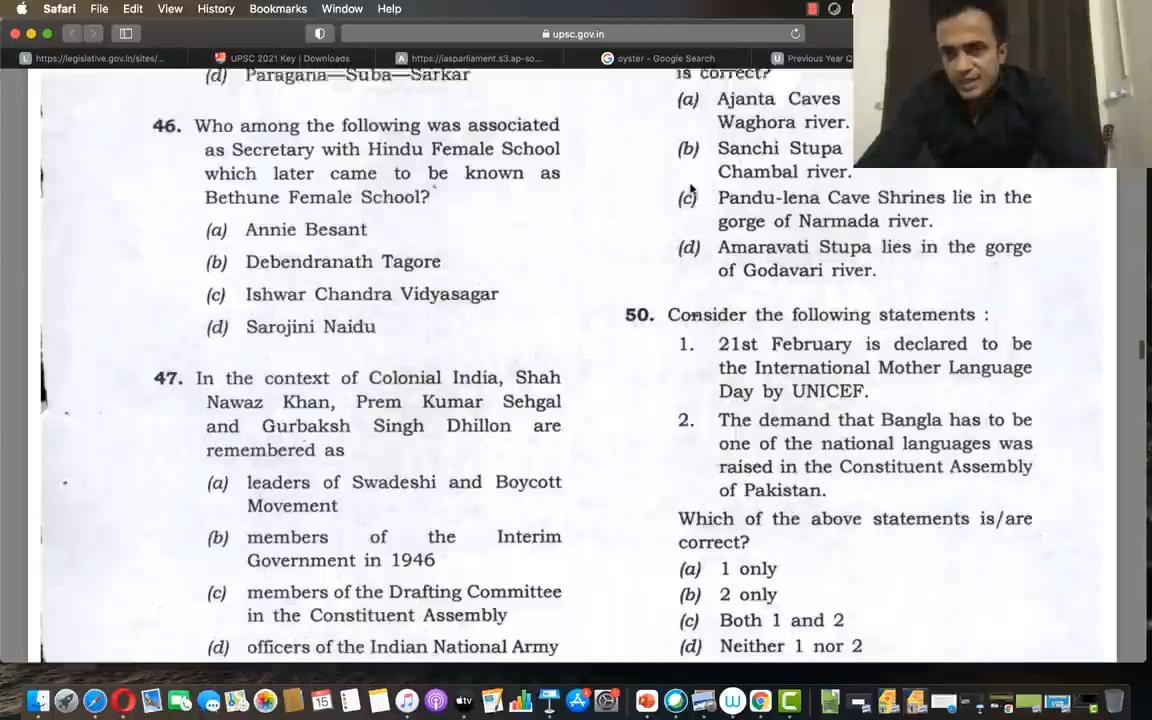 Safari File Edit View History Bookmarks Window Help
upsc.gov.in
https://legislative.gov.in/sites/...
UPSC 2021 Key | Downloads
https://iasparliament.s3.ap-so...
oyster - Google Search
Previous Year Q
(d) Paragana—Suba—Sarkar
46. Who among the following was associated
as Secretary with Hindu Female School
which later came to be known as
Bethune Female School?
(a) Annie Besant
(b) Debendranath Tagore
(c) Ishwar Chandra Vidyasagar
(d) Sarojini Naidu
47. In the context of Colonial India, Shah
Nawaz Khan, Prem Kumar Sehgal
and Gurbaksh Singh Dhillon are
remembered as
(a) leaders of Swadeshi and Boycott
Movement
(b) members of the Interim
Government in 1946
(c) members of the Drafting Committee
in the Constituent Assembly
(d) officers of the Indian National Army
is correct?
(a) Ajanta Caves
Waghora river.
(b) Sanchi Stupa
Chambal river.
(c) Pandu-lena Cave Shrines lie in the
gorge of Narmada river.
(d) Amaravati Stupa lies in the gorge
of Godavari river.
50. Consider the following statements :
1. 21st February is declared to be
the International Mother Language
Day by UNICEF.
2. The demand that Bangla has to be
one of the national languages was
raised in the Constituent Assembly
of Pakistan.
Which of the above statements is/are
correct?
(a) 1 only
(b) 2 only
(c) Both 1 and 2
(d) Neither 1 nor 2
15
tv